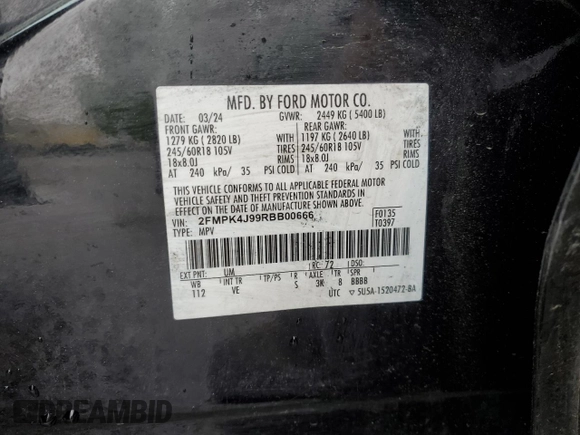 MFD. BY FORD MOTOR CO.
DATE: 03/24 GVWR: 2449 KG (5400 LB)
FRONT GAWR: REAR GAWR:
1279 KG (2820 LB) WITH 1197 KG (2640 LB) WITH
245/60R18 105V TIRES 245/60R18 105V TIRES
18x8.0J RIMS 18x8.0J RIMS
AT 240 kPa/ 35 PSI COLD AT 240 kPa/ 35 PSI COLD
THIS VEHICLE CONFORMS TO ALL APPLICABLE FEDERAL MOTOR
VEHICLE SAFETY AND THEFT PREVENTION STANDARDS IN
EFFECT ON THE DATE OF MANUFACTURE SHOWN ABOVE.
VIN: 2FMPK4J99RBB00666 F0135
TYPE: MPV T0397
EXT PNT: UM RC: 72 DSO:
WB INT TR TP/PS R AXLE TR SPR
112 VE S 3K 8 BBBB
UTC ▽ 5U5A-1520472-BA
DREAMBID